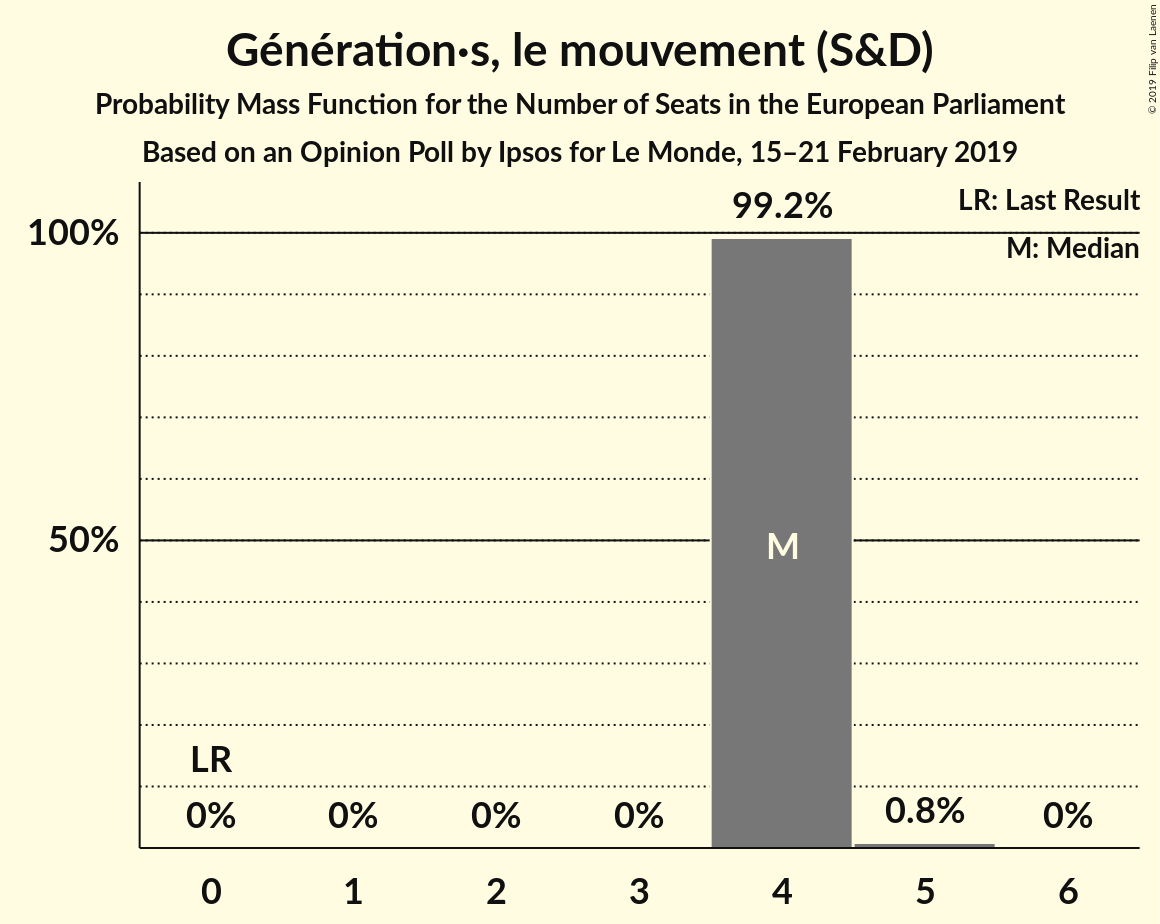 Génération·s, le mouvement (S&D)
Probability Mass Function for the Number of Seats in the European Parliament
Based on an Opinion Poll by Ipsos for Le Monde, 15–21 February 2019
© 2019 Filip van Laenen
LR: Last Result
M: Median
100%
50%
99.2%
M
LR
0%
0%
0%
0%
0.8%
0%
0
1
2
3
4
5
6